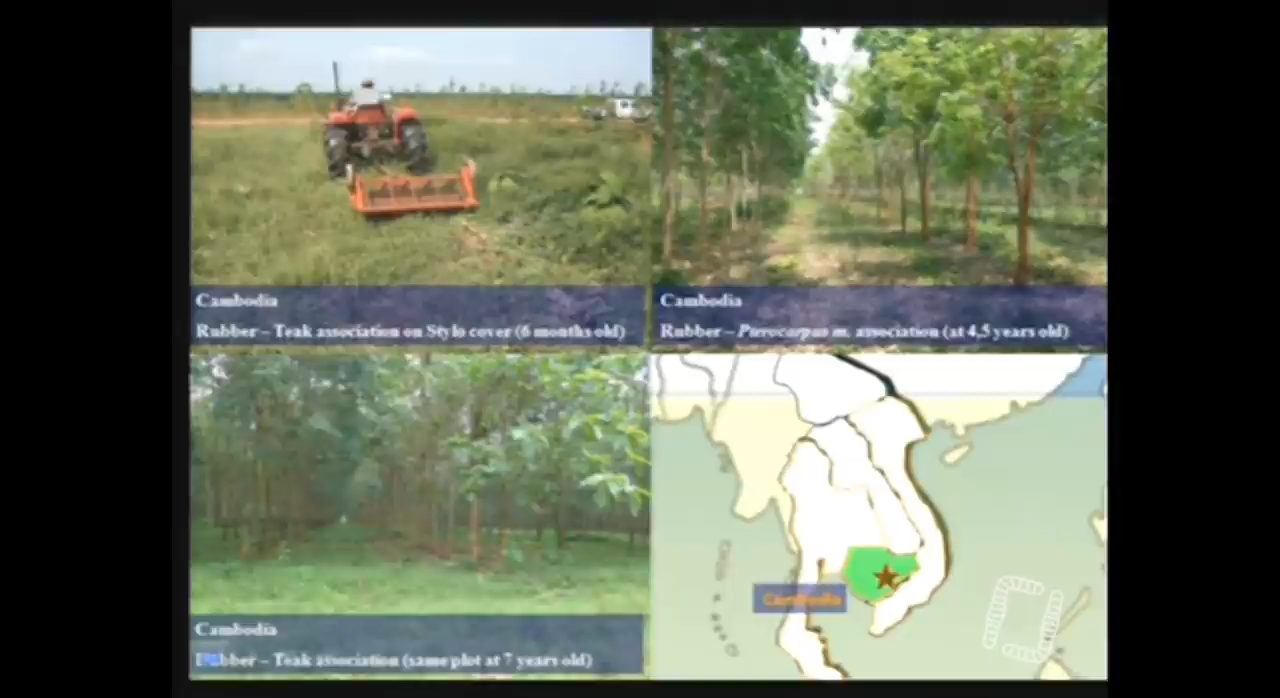 Cambodia
Rubber – Teak association on Stylo cover (6 months old)
Cambodia
Rubber – Pterocarpus m. association (at 4,5 years old)
Cambodia
Rubber – Teak association (same plot at 7 years old)
Cambodia